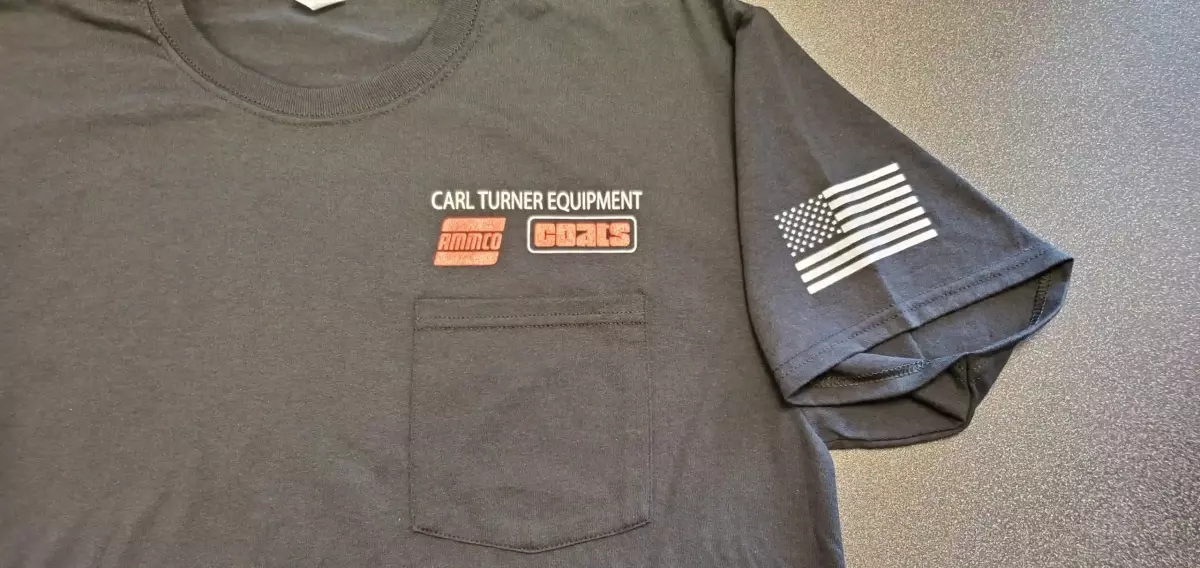 CARL TURNER EQUIPMENT
AMMCO COATS